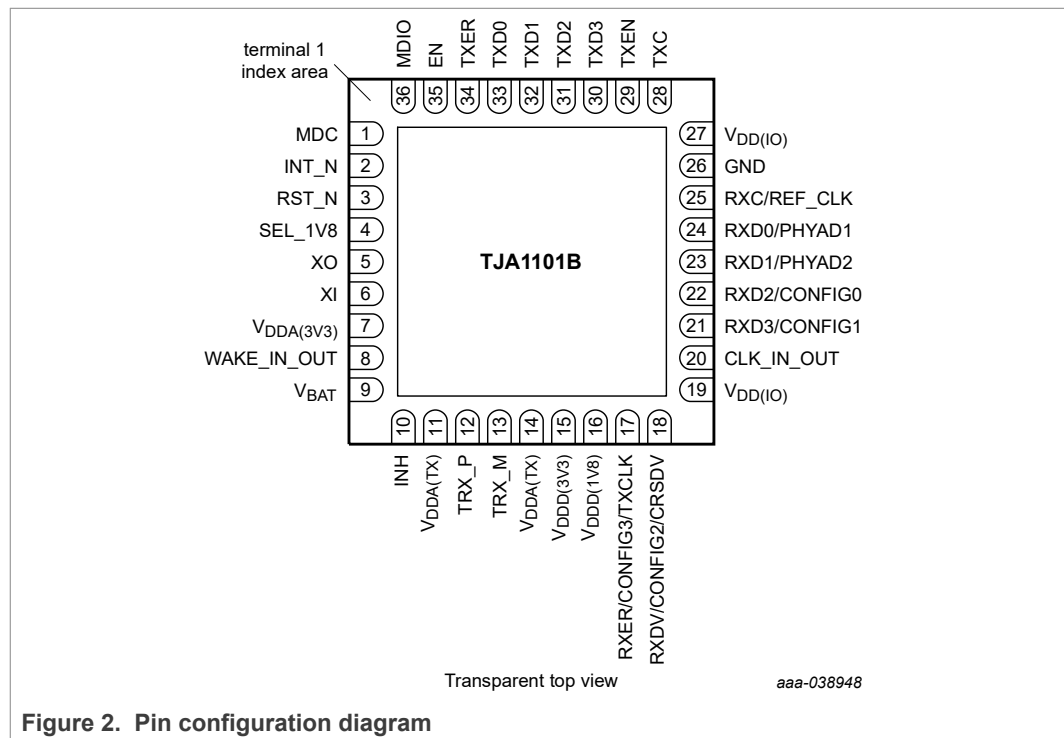 terminal 1
index area
MDIO
EN
TXER
TXD0
TXD1
TXD2
TXD3
TXEN
TXC
36
35
34
33
32
31
30
29
28
MDC 1
INT_N 2
RST_N 3
SEL_1V8 4
XO 5
XI 6
VDDA(3V3) 7
WAKE_IN_OUT 8
VBAT 9
TJA1101B
27 VDD(IO)
26 GND
25 RXC/REF_CLK
24 RXD0/PHYAD1
23 RXD1/PHYAD2
22 RXD2/CONFIG0
21 RXD3/CONFIG1
20 CLK_IN_OUT
19 VDD(IO)
10
11
12
13
14
15
16
17
18
INH
VDDA(TX)
TRX_P
TRX_M
VDDA(TX)
VDDD(3V3)
VDDD(1V8)
RXER/CONFIG3/TXCLK
RXDV/CONFIG2/CRSDV
Transparent top view
aaa-038948
Figure 2. Pin configuration diagram